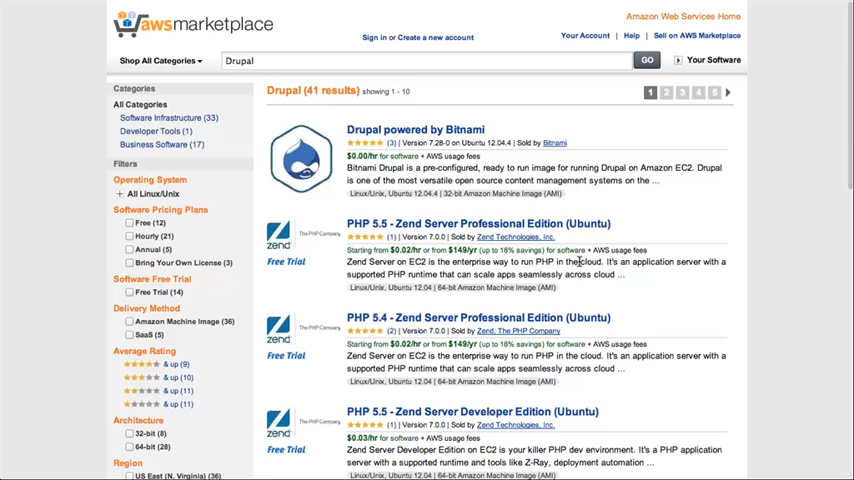 awsmarketplace
Amazon Web Services Home
Sign in or Create a new account
Your Account | Help | Sell on AWS Marketplace
Shop All Categories
Drupal
GO
Your Software
Categories
All Categories
Software Infrastructure (33)
Developer Tools (1)
Business Software (17)
Filters
Operating System
All Linux/Unix
Software Pricing Plans
Free (12)
Hourly (21)
Annual (5)
Bring Your Own License (3)
Software Free Trial
Free Trial (14)
Delivery Method
Amazon Machine Image (36)
SaaS (5)
Average Rating
& up (9)
& up (10)
& up (11)
& up (11)
Architecture
32-bit (8)
64-bit (28)
Region
US East (N. Virginia) (36)
Drupal (41 results) showing 1 - 10
1 2 3 4 5
Drupal powered by Bitnami
(3) | Version 7.28-0 on Ubuntu 12.04.4 | Sold by Bitnami
$0.00/hr for software + AWS usage fees
Bitnami Drupal is a pre-configured, ready to run image for running Drupal on Amazon EC2. Drupal
is one of the most versatile open source content management systems on the ...
Linux/Unix, Ubuntu 12.04.4 | 32-bit Amazon Machine Image (AMI)
zend The PHP Company
Free Trial
PHP 5.5 - Zend Server Professional Edition (Ubuntu)
(1) | Version 7.0.0 | Sold by Zend Technologies, Inc.
Starting from $0.02/hr or from $149/yr (up to 18% savings) for software + AWS usage fees
Zend Server on EC2 is the enterprise way to run PHP in the cloud. It's an application server with a
supported PHP runtime that can scale apps seamlessly across cloud ...
Linux/Unix, Ubuntu 12.04 | 64-bit Amazon Machine Image (AMI)
zend The PHP Company
Free Trial
PHP 5.4 - Zend Server Professional Edition (Ubuntu)
(2) | Version 7.0.0 | Sold by Zend, The PHP Company
Starting from $0.02/hr or from $149/yr (up to 18% savings) for software + AWS usage fees
Zend Server on EC2 is the enterprise way to run PHP in the cloud. It's an application server with a
supported PHP runtime that can scale apps seamlessly across cloud ...
Linux/Unix, Ubuntu 12.04 | 64-bit Amazon Machine Image (AMI)
zend The PHP Company
Free Trial
PHP 5.5 - Zend Server Developer Edition (Ubuntu)
(1) | Version 7.0.0 | Sold by Zend Technologies, Inc.
$0.03/hr for software + AWS usage fees
Zend Server Developer Edition on EC2 is your killer PHP dev environment. It's a PHP application
server with a runtime and tools like Z-Ray, deployment automation ...
Linux/Unix, Ubuntu 12.04 | 64-bit Amazon Machine Image (AMI)